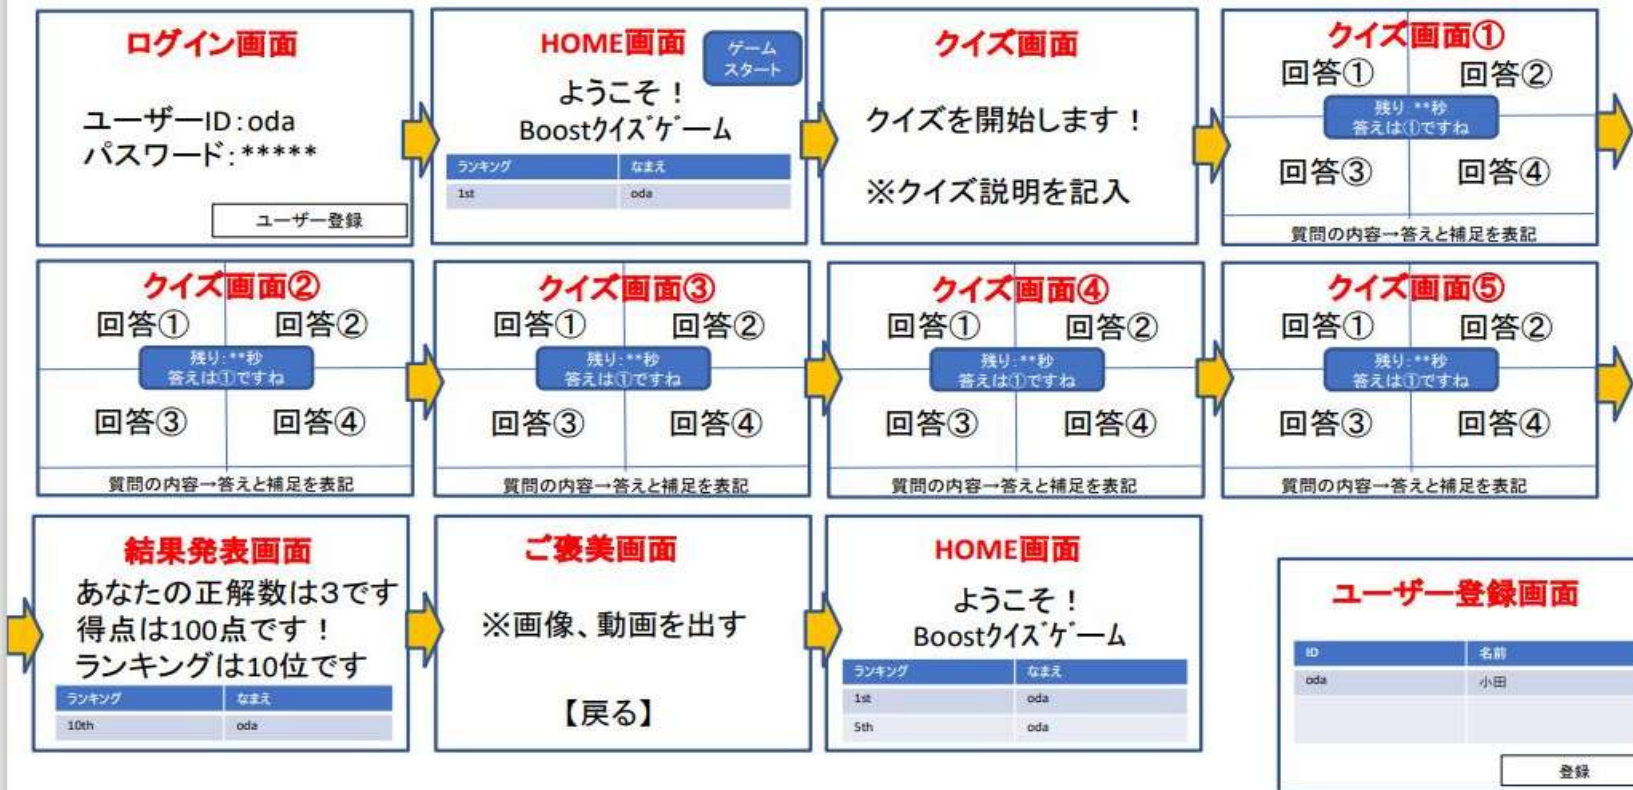 ログイン画面
ユーザーID:oda
パスワード:*****
ユーザー登録
HOME画面
ゲーム
スタート
ようこそ!
Boostクイズゲーム
ランキング なまえ
1st oda
クイズ画面
クイズを開始します!
※クイズ説明を記入
クイズ画面①
回答① 回答②
残り:**秒
答えは①ですね
回答③ 回答④
質問の内容→答えと補足を表記
クイズ画面②
回答① 回答②
残り:**秒
答えは①ですね
回答③ 回答④
質問の内容→答えと補足を表記
クイズ画面③
回答① 回答②
残り:**秒
答えは①ですね
回答③ 回答④
質問の内容→答えと補足を表記
クイズ画面④
回答① 回答②
残り:**秒
答えは①ですね
回答③ 回答④
質問の内容→答えと補足を表記
クイズ画面⑤
回答① 回答②
残り:**秒
答えは①ですね
回答③ 回答④
質問の内容→答えと補足を表記
結果発表画面
あなたの正解数は3です
得点は100点です!
ランキングは10位です
ランキング なまえ
10th oda
ご褒美画面
※画像、動画を出す
【戻る】
HOME画面
ようこそ!
Boostクイズゲーム
ランキング なまえ
1st oda
5th oda
ユーザー登録画面
ID 名前
oda 小田
登録